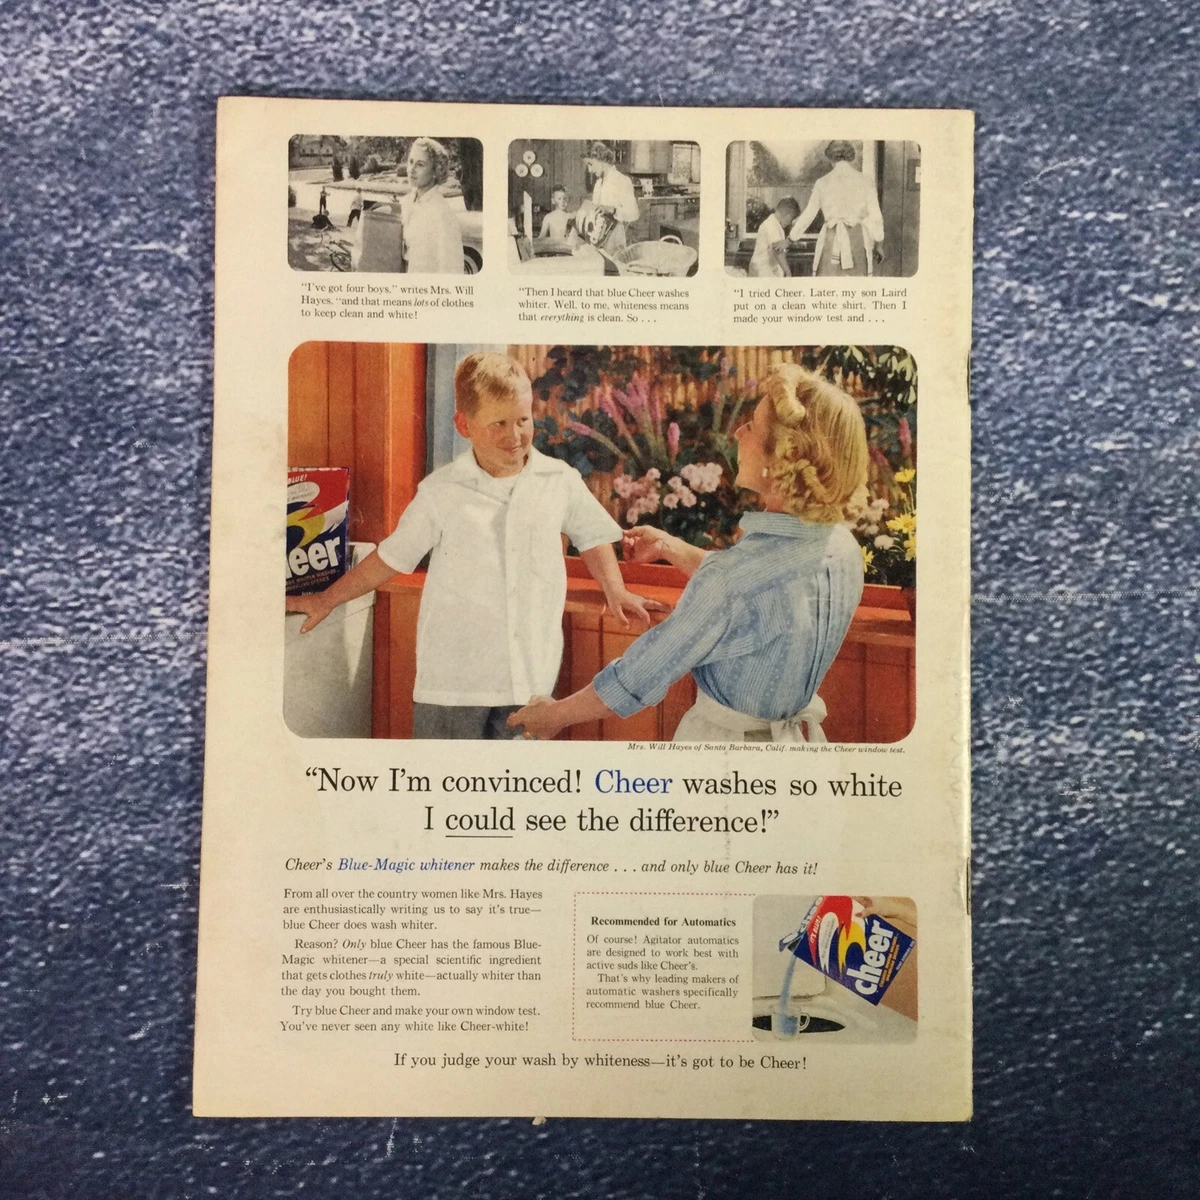 "I've got four boys," writes Mrs. Will
Hayes, "and that means lots of clothes
to keep clean and white!
"Then I heard that blue Cheer washes
whiter. Well, to me, whiteness means
that everything is clean. So . . .
"I tried Cheer. Later, my son Laird
put on a clean white shirt. Then I
made your window test and . . .
BLUE!
eer
Mrs. Will Hayes of Santa Barbara, Calif. making the Cheer window test.
"Now I'm convinced! Cheer washes so white
I could see the difference!"
Cheer's Blue-Magic whitener makes the difference . . . and only blue Cheer has it!
From all over the country women like Mrs. Hayes
are enthusiastically writing us to say it's true—
blue Cheer does wash whiter.
Reason? Only blue Cheer has the famous Blue-
Magic whitener—a special scientific ingredient
that gets clothes truly white—actually whiter than
the day you bought them.
Try blue Cheer and make your own window test.
You've never seen any white like Cheer-white!
Recommended for Automatics
Of course! Agitator automatics
are designed to work best with
active suds like Cheer's.
That's why leading makers of
automatic washers specifically
recommend blue Cheer.
IT'S BLUE!
cheer
If you judge your wash by whiteness—it's got to be Cheer!